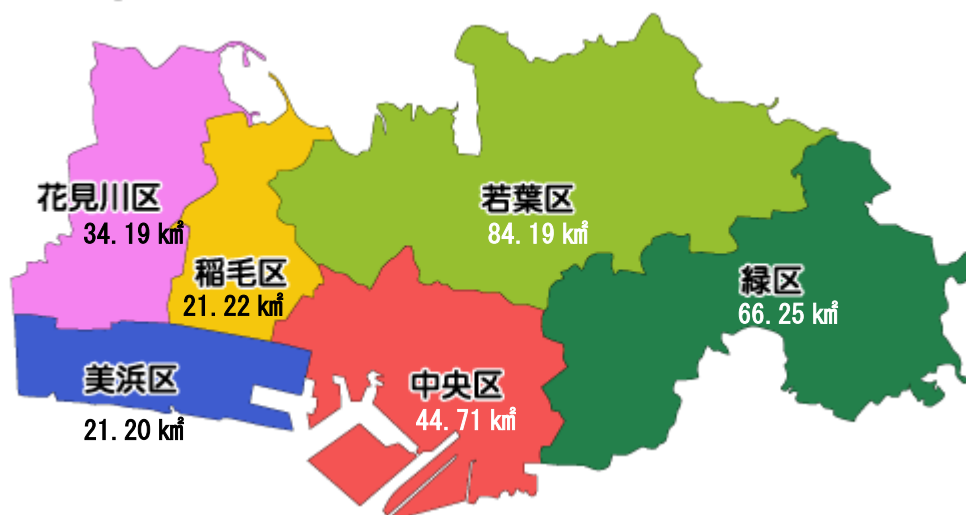 花見川区
34.19 k㎡
若葉区
84.19 k㎡
稲毛区
21.22 k㎡
緑区
66.25 k㎡
美浜区
21.20 k㎡
中央区
44.71 k㎡